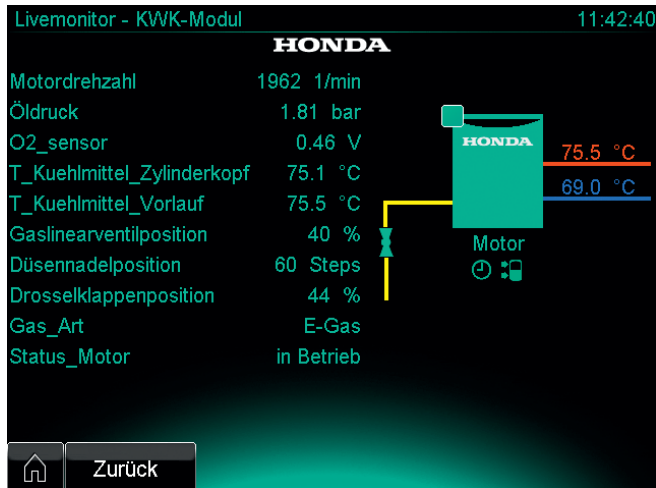 Livemonitor - KWK-Modul 11:42:40
HONDA
Motordrehzahl 1962 1/min
Öldruck 1.81 bar
O2_sensor 0.46 V
T_Kuehlmittel_Zylinderkopf 75.1 °C
T_Kuehlmittel_Vorlauf 75.5 °C
Gaslinearventilposition 40 %
Düsennadelposition 60 Steps
Drosselklappenposition 44 %
Gas_Art E-Gas
Status_Motor in Betrieb
HONDA
75.5 °C
69.0 °C
Motor
Zurück